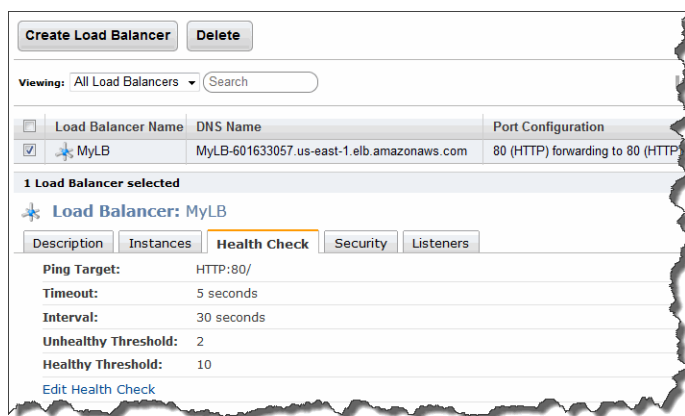 Create Load Balancer Delete
Viewing: All Load Balancers Search
Load Balancer Name DNS Name Port Configuration
MyLB MyLB-601633057.us-east-1.elb.amazonaws.com 80 (HTTP) forwarding to 80 (HTTP
1 Load Balancer selected
Load Balancer: MyLB
Description Instances Health Check Security Listeners
Ping Target: HTTP:80/
Timeout: 5 seconds
Interval: 30 seconds
Unhealthy Threshold: 2
Healthy Threshold: 10
Edit Health Check